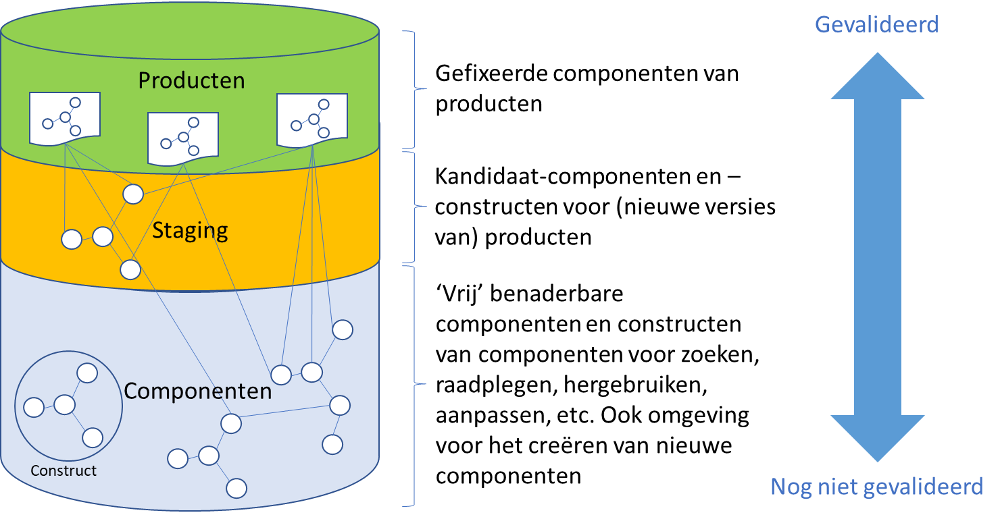 Producten
Staging
Componenten
Construct
Gefixeerde componenten van
producten
Kandidaat-componenten en –
constructen voor (nieuwe versies
van) producten
‘Vrij’ benaderbare
componenten en constructen
van componenten voor zoeken,
raadplegen, hergebruiken,
aanpassen, etc. Ook omgeving
voor het creëren van nieuwe
componenten
Gevalideerd
Nog niet gevalideerd